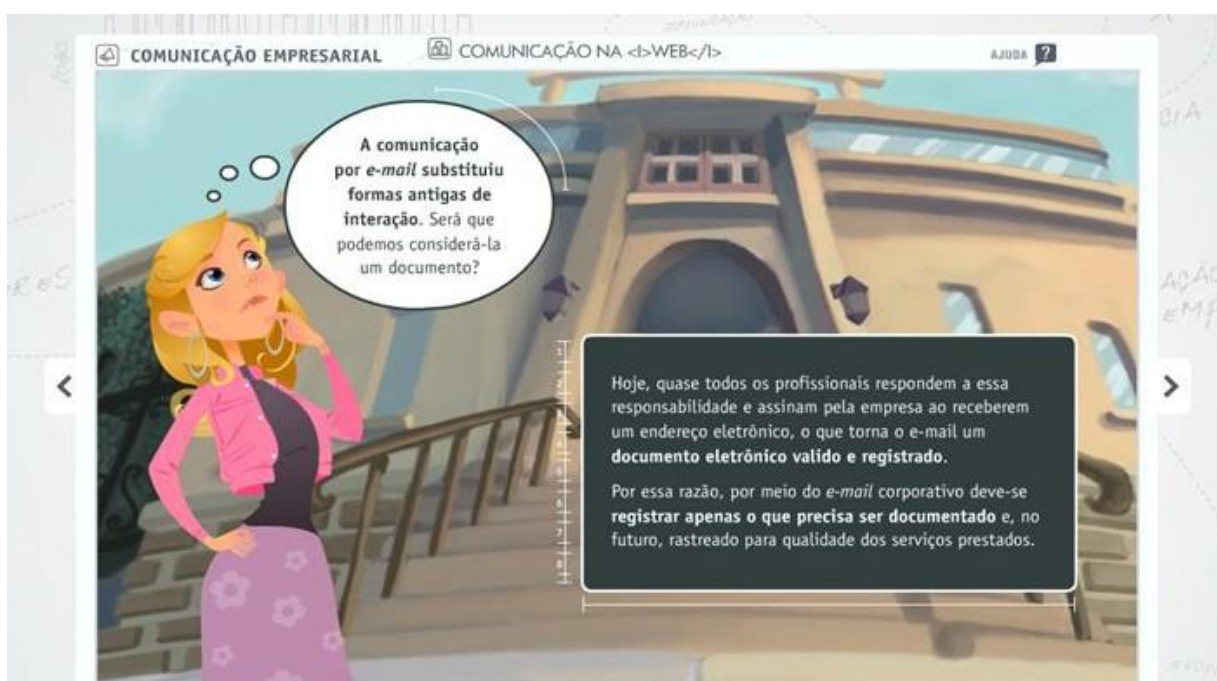 COMUNICAÇÃO EMPRESARIAL
COMUNICAÇÃO NA <I>WEB</I>
AJUDA ?
A comunicação
por e-mail substituiu
formas antigas de
interação. Será que
podemos considerá-la
um documento?
Hoje, quase todos os profissionais respondem a essa
responsabilidade e assinam pela empresa ao receberem
um endereço eletrônico, o que torna o e-mail um
documento eletrônico valido e registrado.
Por essa razão, por meio do e-mail corporativo deve-se
registrar apenas o que precisa ser documentado e, no
futuro, rastreado para qualidade dos serviços prestados.